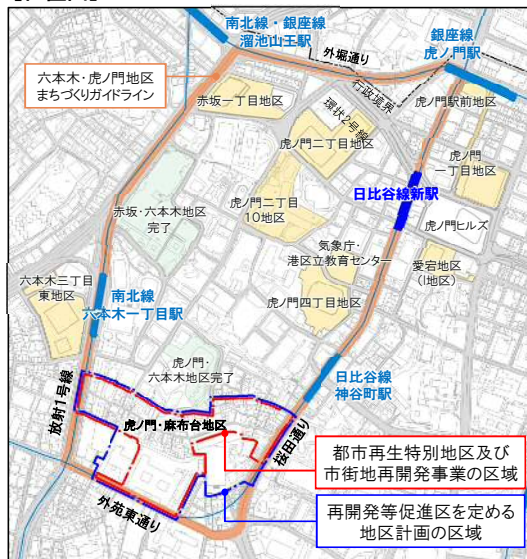 南北線・銀座線
溜池山王駅
外堀通り
銀座線
虎ノ門駅
六本木・虎ノ門地区
まちづくりガイドライン
赤坂一丁目地区
行政境界
環状2号線
虎ノ門駅前地区
虎ノ門二丁目地区
虎ノ門
一丁目地区
日比谷線新駅
赤坂・六本木地区
完了
虎ノ門二丁目
10地区
虎ノ門ヒルズ
気象庁・
港区立教育センター
愛宕地区
(Ⅰ地区)
六本木三丁目
東地区
南北線
六本木一丁目駅
虎ノ門四丁目地区
虎ノ門・
六本木地区完了
日比谷線
神谷町駅
放射1号線
虎ノ門・麻布台地区
桜田通り
外苑東通り
都市再生特別地区及び
市街地再開発事業の区域
再開発等促進区を定める
地区計画の区域